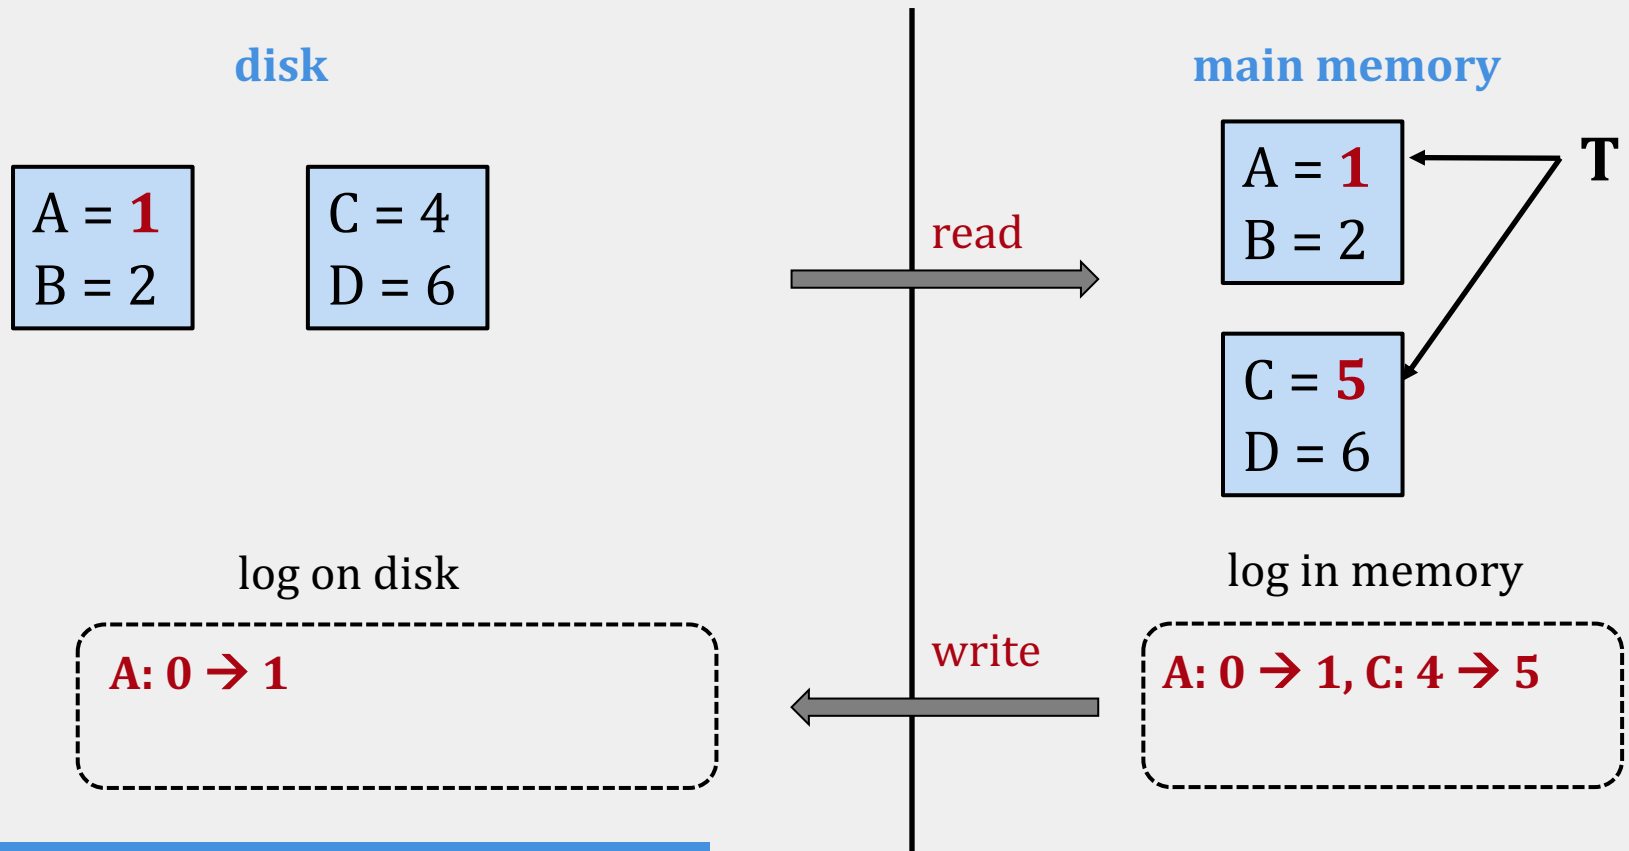 disk
main memory
A = 1
B = 2
C = 4
D = 6
read
A = 1
B = 2
T
C = 5
D = 6
log on disk
log in memory
write
A: 0 → 1
A: 0 → 1, C: 4 → 5